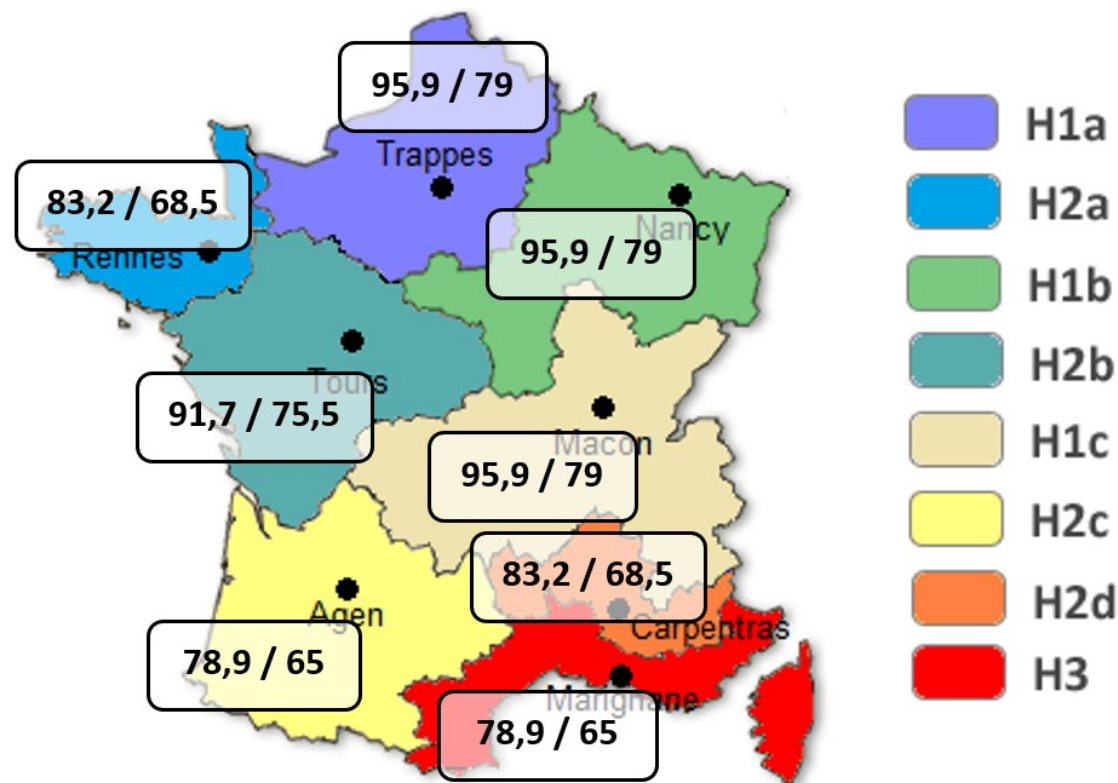 95,9 / 79
Trappes
83,2 / 68,5
Rennes
Nancy
95,9 / 79
Tours
91,7 / 75,5
Macon
95,9 / 79
83,2 / 68,5
Agen
Carpentras
78,9 / 65
Marignane
78,9 / 65
H1a
H2a
H1b
H2b
H1c
H2c
H2d
H3